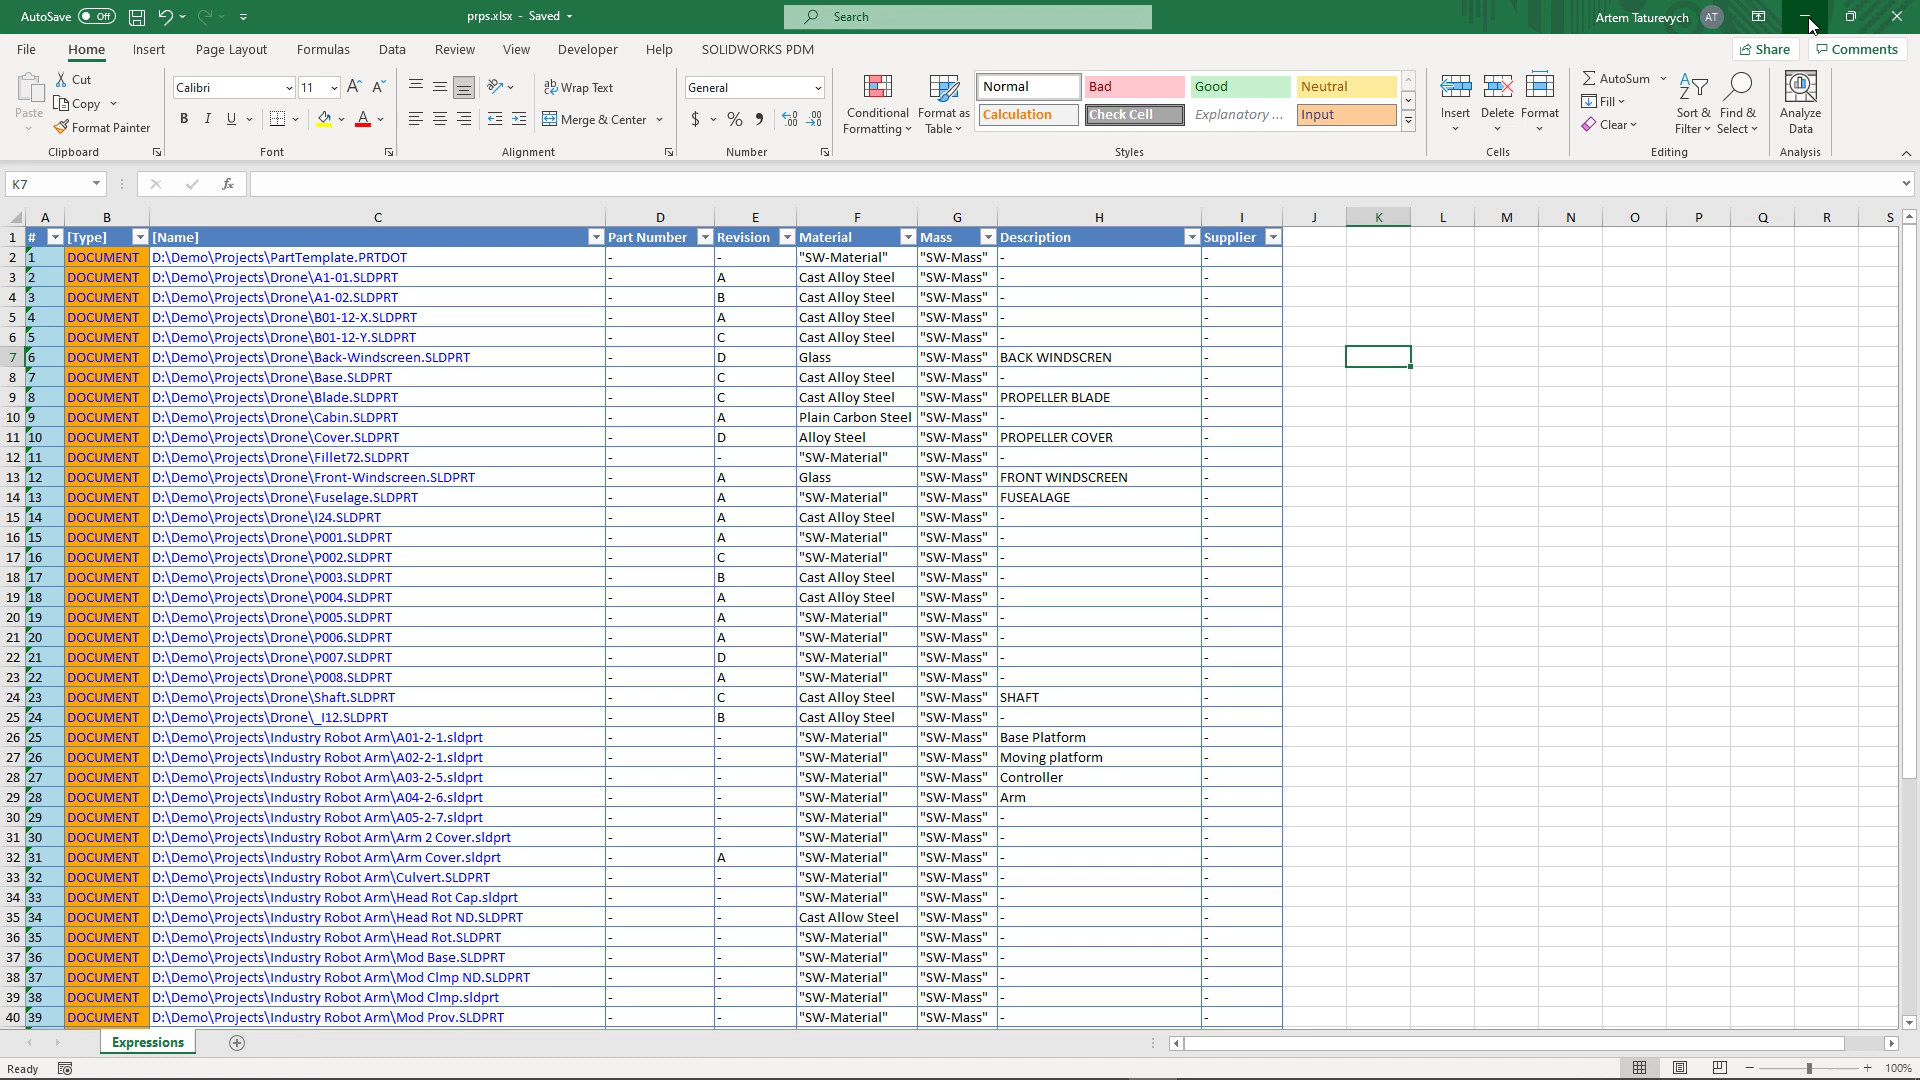 AutoSave Off prps.xlsx - Saved Search Artem Taturevych AT
File Home Insert Page Layout Formulas Data Review View Developer Help SOLIDWORKS PDM Share Comments
Paste Cut Copy Format Painter Clipboard
Calibri 11 B I U A A A Font
Wrap Text Merge & Center Alignment
General $ % 9 Number
Conditional Formatting Format as Table
Normal Bad Good Neutral
Calculation Check Cell Explanatory ... Input
Styles
Insert Delete Format Cells
AutoSum Fill Clear Sort & Filter Find & Select Editing
Analyze Data Analysis
K7 fx
A B C D E F G H I J K L M N O P Q R S
1 # [Type] [Name] Part Number Revision Material Mass Description Supplier
2 1 DOCUMENT D:\Demo\Projects\PartTemplate.PRTDOT - - "SW-Material" "SW-Mass" - -
3 2 DOCUMENT D:\Demo\Projects\Drone\A1-01.SLDPRT - A Cast Alloy Steel "SW-Mass" - -
4 3 DOCUMENT D:\Demo\Projects\Drone\A1-02.SLDPRT - B Cast Alloy Steel "SW-Mass" - -
5 4 DOCUMENT D:\Demo\Projects\Drone\B01-12-X.SLDPRT - A Cast Alloy Steel "SW-Mass" - -
6 5 DOCUMENT D:\Demo\Projects\Drone\B01-12-Y.SLDPRT - C Cast Alloy Steel "SW-Mass" - -
7 6 DOCUMENT D:\Demo\Projects\Drone\Back-Windscreen.SLDPRT - D Glass "SW-Mass" BACK WINDSCREN -
8 7 DOCUMENT D:\Demo\Projects\Drone\Base.SLDPRT - C Cast Alloy Steel "SW-Mass" - -
9 8 DOCUMENT D:\Demo\Projects\Drone\Blade.SLDPRT - C Cast Alloy Steel "SW-Mass" PROPELLER BLADE -
10 9 DOCUMENT D:\Demo\Projects\Drone\Cabin.SLDPRT - A Plain Carbon Steel "SW-Mass" - -
11 10 DOCUMENT D:\Demo\Projects\Drone\Cover.SLDPRT - D Alloy Steel "SW-Mass" PROPELLER COVER -
12 11 DOCUMENT D:\Demo\Projects\Drone\Fillet72.SLDPRT - - "SW-Material" "SW-Mass" - -
13 12 DOCUMENT D:\Demo\Projects\Drone\Front-Windscreen.SLDPRT - A Glass "SW-Mass" FRONT WINDSCREEN -
14 13 DOCUMENT D:\Demo\Projects\Drone\Fuselage.SLDPRT - A "SW-Material" "SW-Mass" FUSEALAGE -
15 14 DOCUMENT D:\Demo\Projects\Drone\I24.SLDPRT - A Cast Alloy Steel "SW-Mass" - -
16 15 DOCUMENT D:\Demo\Projects\Drone\P001.SLDPRT - A "SW-Material" "SW-Mass" - -
17 16 DOCUMENT D:\Demo\Projects\Drone\P002.SLDPRT - C "SW-Material" "SW-Mass" - -
18 17 DOCUMENT D:\Demo\Projects\Drone\P003.SLDPRT - B Cast Alloy Steel "SW-Mass" - -
19 18 DOCUMENT D:\Demo\Projects\Drone\P004.SLDPRT - A Cast Alloy Steel "SW-Mass" - -
20 19 DOCUMENT D:\Demo\Projects\Drone\P005.SLDPRT - A "SW-Material" "SW-Mass" - -
21 20 DOCUMENT D:\Demo\Projects\Drone\P006.SLDPRT - A "SW-Material" "SW-Mass" - -
22 21 DOCUMENT D:\Demo\Projects\Drone\P007.SLDPRT - D "SW-Material" "SW-Mass" - -
23 22 DOCUMENT D:\Demo\Projects\Drone\P008.SLDPRT - A "SW-Material" "SW-Mass" - -
24 23 DOCUMENT D:\Demo\Projects\Drone\Shaft.SLDPRT - C Cast Alloy Steel "SW-Mass" SHAFT -
25 24 DOCUMENT D:\Demo\Projects\Drone\_I12.SLDPRT - B Cast Alloy Steel "SW-Mass" - -
26 25 DOCUMENT D:\Demo\Projects\Industry Robot Arm\A01-2-1.sldprt - - "SW-Material" "SW-Mass" Base Platform -
27 26 DOCUMENT D:\Demo\Projects\Industry Robot Arm\A02-2-1.sldprt - - "SW-Material" "SW-Mass" Moving platform -
28 27 DOCUMENT D:\Demo\Projects\Industry Robot Arm\A03-2-5.sldprt - - "SW-Material" "SW-Mass" Controller -
29 28 DOCUMENT D:\Demo\Projects\Industry Robot Arm\A04-2-6.sldprt - - "SW-Material" "SW-Mass" Arm -
30 29 DOCUMENT D:\Demo\Projects\Industry Robot Arm\A05-2-7.sldprt - - "SW-Material" "SW-Mass" - -
31 30 DOCUMENT D:\Demo\Projects\Industry Robot Arm\Arm 2 Cover.sldprt - - "SW-Material" "SW-Mass" - -
32 31 DOCUMENT D:\Demo\Projects\Industry Robot Arm\Arm Cover.sldprt - A "SW-Material" "SW-Mass" - -
33 32 DOCUMENT D:\Demo\Projects\Industry Robot Arm\Culvert.SLDPRT - - "SW-Material" "SW-Mass" - -
34 33 DOCUMENT D:\Demo\Projects\Industry Robot Arm\Head Rot Cap.sldprt - - "SW-Material" "SW-Mass" - -
35 34 DOCUMENT D:\Demo\Projects\Industry Robot Arm\Head Rot ND.SLDPRT - - Cast Allow Steel "SW-Mass" - -
36 35 DOCUMENT D:\Demo\Projects\Industry Robot Arm\Head Rot.SLDPRT - - "SW-Material" "SW-Mass" - -
37 36 DOCUMENT D:\Demo\Projects\Industry Robot Arm\Mod Base.SLDPRT - - "SW-Material" "SW-Mass" - -
38 37 DOCUMENT D:\Demo\Projects\Industry Robot Arm\Mod Clmp ND.SLDPRT - - "SW-Material" "SW-Mass" - -
39 38 DOCUMENT D:\Demo\Projects\Industry Robot Arm\Mod Clmp.sldprt - - "SW-Material" "SW-Mass" - -
40 39 DOCUMENT D:\Demo\Projects\Industry Robot Arm\Mod Prov.SLDPRT - - "SW-Material" "SW-Mass" - -
Expressions
Ready 100%